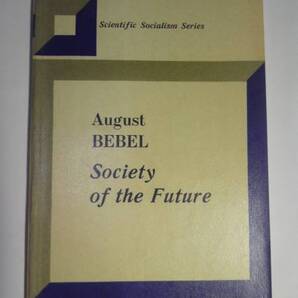 Scientific Socialism Series
August
BEBEL
Society
of the Future